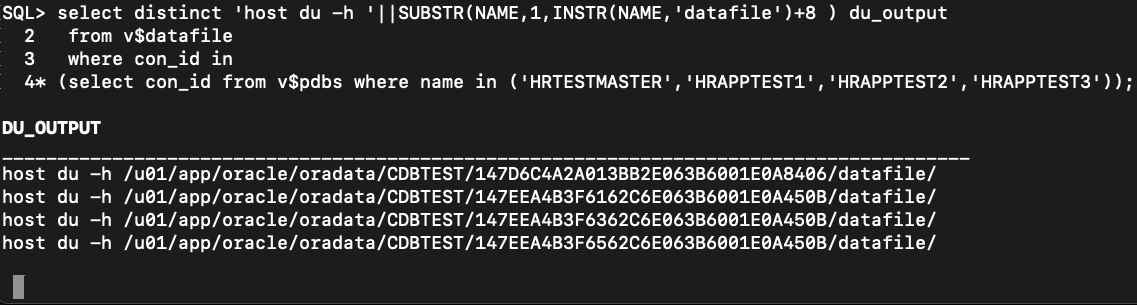 SQL> select distinct 'host du -h '||SUBSTR(NAME,1,INSTR(NAME,'datafile')+8 ) du_output
2 from v$datafile
3 where con_id in
4* (select con_id from v$pdbs where name in ('HRTESTMASTER','HRAPPTEST1','HRAPPTEST2','HRAPPTEST3'));
DU_OUTPUT
host du -h /u01/app/oracle/oradata/CDBTEST/147D6C4A2A013BB2E063B6001E0A8406/datafile/
host du -h /u01/app/oracle/oradata/CDBTEST/147EEA4B3F6162C6E063B6001E0A450B/datafile/
host du -h /u01/app/oracle/oradata/CDBTEST/147EEA4B3F6362C6E063B6001E0A450B/datafile/
host du -h /u01/app/oracle/oradata/CDBTEST/147EEA4B3F6562C6E063B6001E0A450B/datafile/